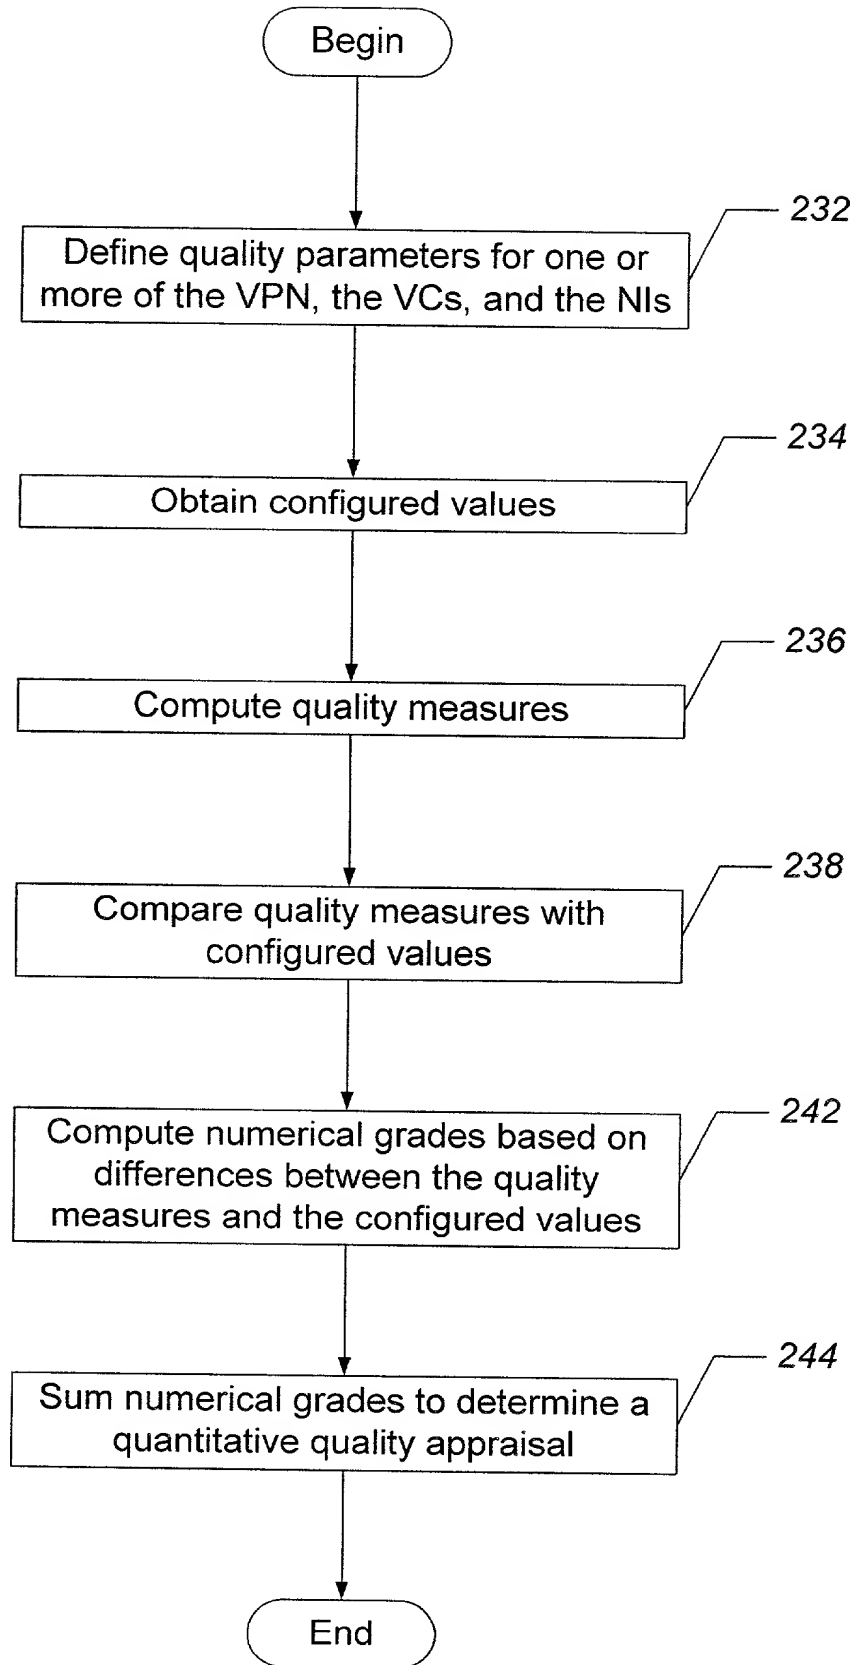 Begin
232
Define quality parameters for one or
more of the VPN, the VCs, and the NIs
234
Obtain configured values
236
Compute quality measures
238
Compare quality measures with
configured values
242
Compute numerical grades based on
differences between the quality
measures and the configured values
244
Sum numerical grades to determine a
quantitative quality appraisal
End